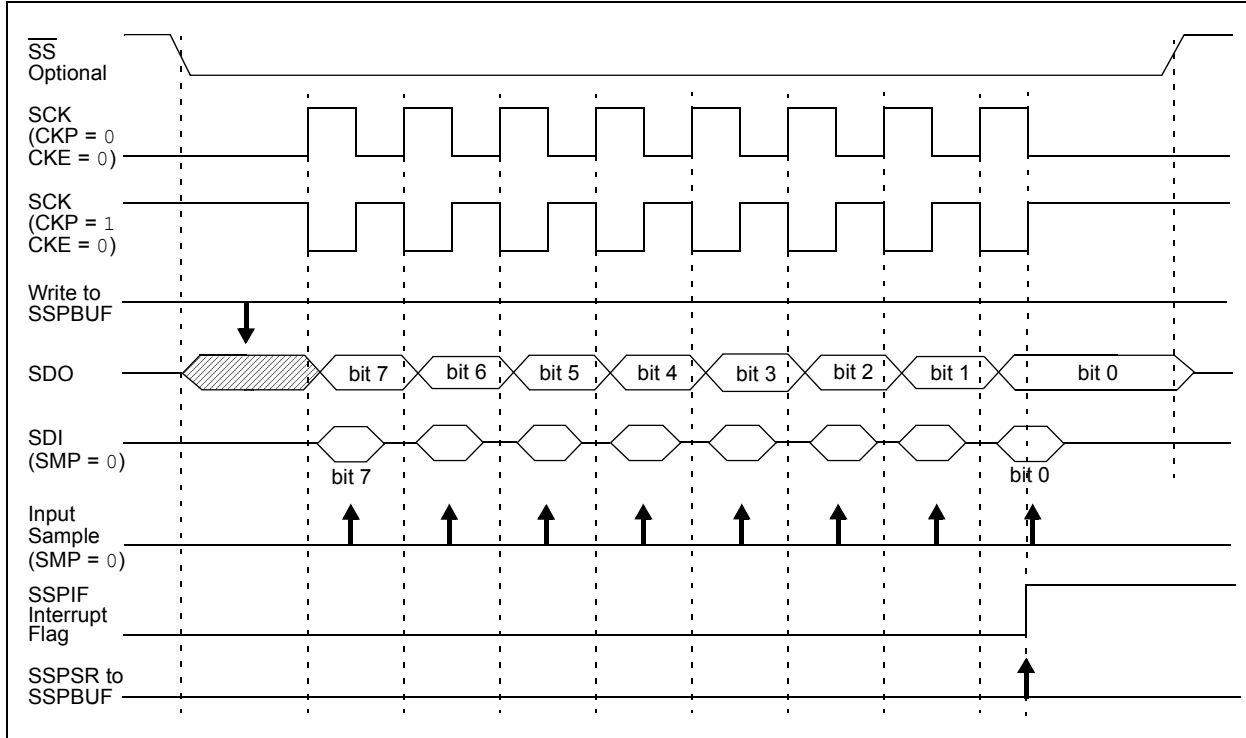 SS
Optional
SCK
(CKP = 0
CKE = 0)
SCK
(CKP = 1
CKE = 0)
Write to
SSPBUF
SDO
bit 7 bit 6 bit 5 bit 4 bit 3 bit 2 bit 1 bit 0
SDI
(SMP = 0)
bit 7 bit 0
Input
Sample
(SMP = 0)
SSPIF
Interrupt
Flag
SSPSR to
SSPBUF